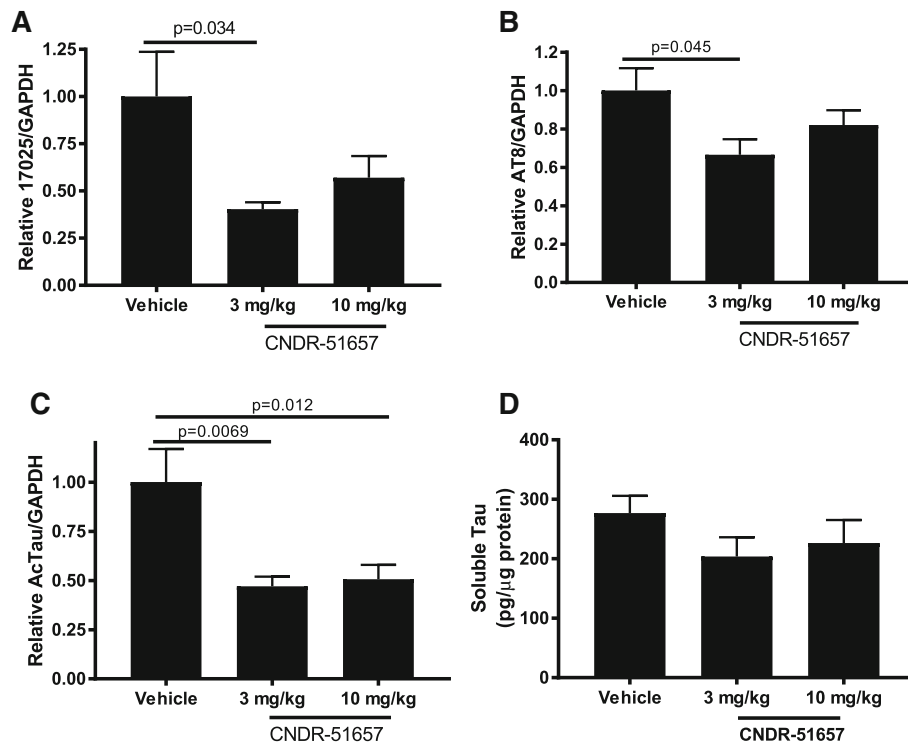 A
p=0.034
Relative 17025/GAPDH
1.25
1.00
0.75
0.50
0.25
0.00
Vehicle 3 mg/kg 10 mg/kg
CNDR-51657
B
p=0.045
Relative AT8/GAPDH
1.2
1.0
0.8
0.6
0.4
0.2
0.0
Vehicle 3 mg/kg 10 mg/kg
CNDR-51657
C
p=0.012
p=0.0069
Relative AcTau/GAPDH
1.00
0.75
0.50
0.25
0.00
Vehicle 3 mg/kg 10 mg/kg
CNDR-51657
D
Soluble Tau
(pg/µg protein)
400
300
200
100
0
Vehicle 3 mg/kg 10 mg/kg
CNDR-51657